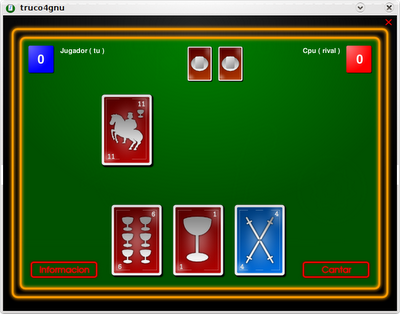 truco4gnu
0
Jugador ( tu )
Cpu ( rival )
0
11
11
6
6
1
1
4
4
Informacion
Cantar